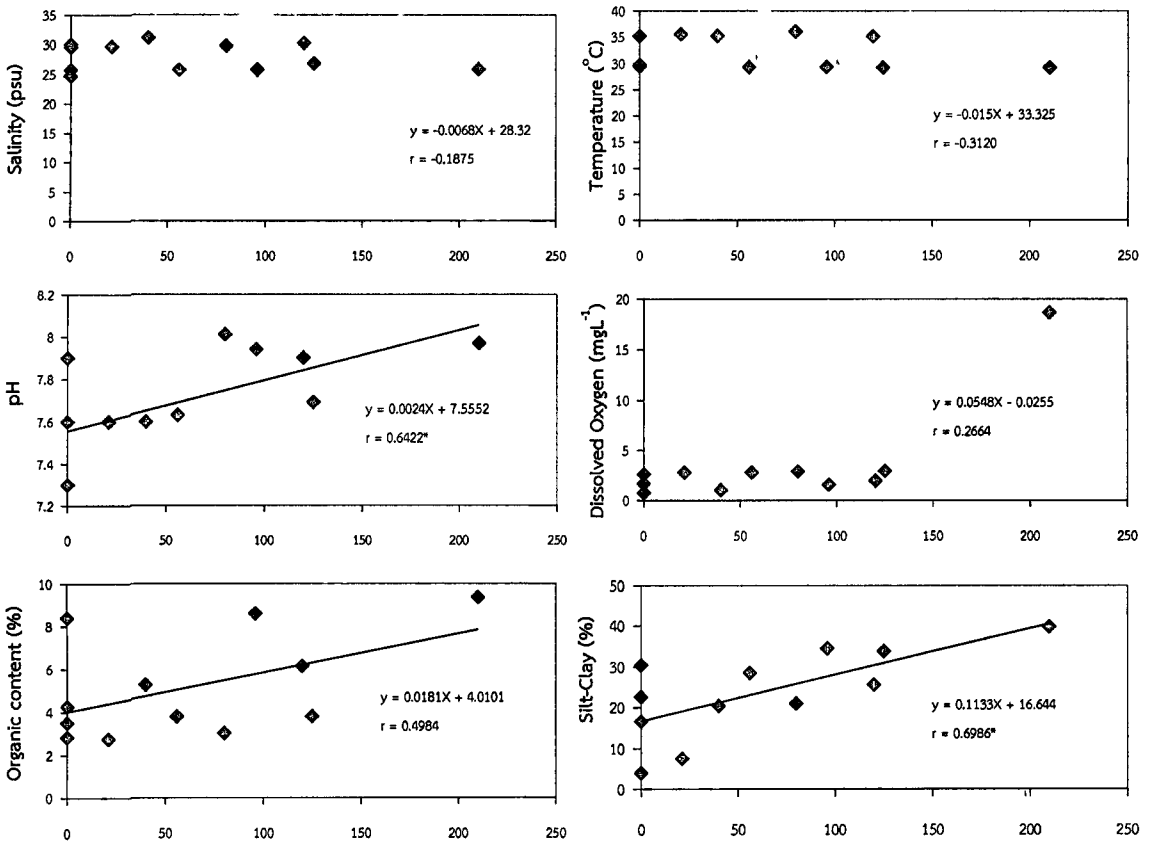 35
30
25
20
15
10
5
0
Salinity (psu)
y = -0.0068X + 28.32
r = -0.1875
0 50 100 150 200 250
40
35
30
25
20
15
10
5
0
Temperature (°C)
y = -0.015X + 33.325
r = -0.3120
0 50 100 150 200 250
8.2
8
7.8
7.6
7.4
7.2
pH
y = 0.0024X + 7.5552
r = 0.6422*
0 50 100 150 200 250
20
15
10
5
0
Dissolved Oxygen (mgL⁻¹)
y = 0.0548X - 0.0255
r = 0.2664
0 50 100 150 200 250
10
8
6
4
2
0
Organic content (%)
y = 0.0181X + 4.0101
r = 0.4984
0 50 100 150 200 250
50
40
30
20
10
0
Silt-Clay (%)
y = 0.1133X + 16.644
r = 0.6986*
0 50 100 150 200 250